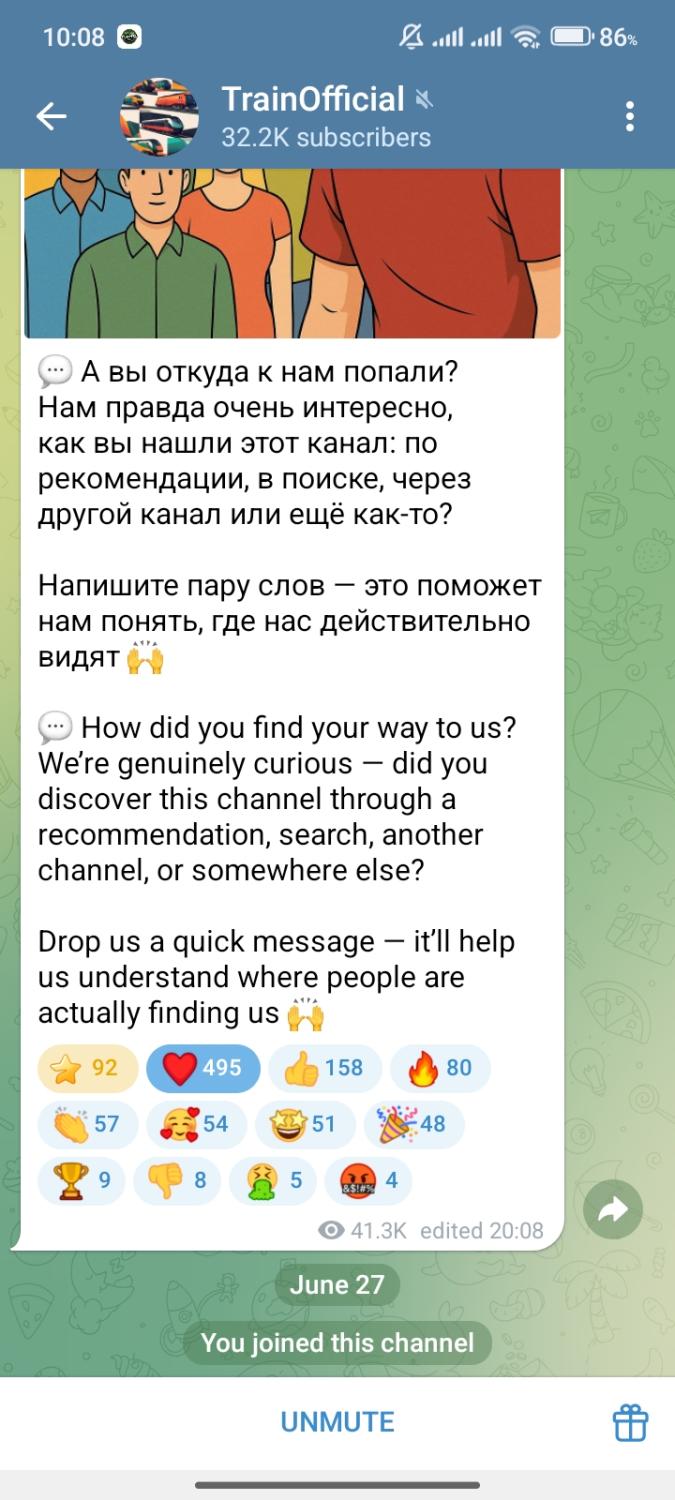 10:08
86%
TrainOfficial
32.2K subscribers
💬 А вы откуда к нам попали?
Нам правда очень интересно,
как вы нашли этот канал: по
рекомендации, в поиске, через
другой канал или ещё как-то?
Напишите пару слов — это поможет
нам понять, где нас действительно
видят 🙌
💬 How did you find your way to us?
We’re genuinely curious — did you
discover this channel through a
recommendation, search, another
channel, or somewhere else?
Drop us a quick message — it’ll help
us understand where people are
actually finding us 🙌
⭐ 92 ❤️ 495 👍 158 🔥 80
👏 57 🥰 54 🤩 51 🎉 48
🏆 9 👎 8 🤮 5 🤬 4
41.3K edited 20:08
June 27
You joined this channel
UNMUTE